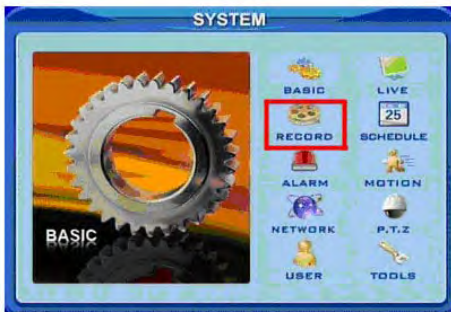 SYSTEM
BASIC
BASIC LIVE
25
RECORD SCHEDULE
ALARM MOTION
NETWORK P.T.Z
USER TOOLS